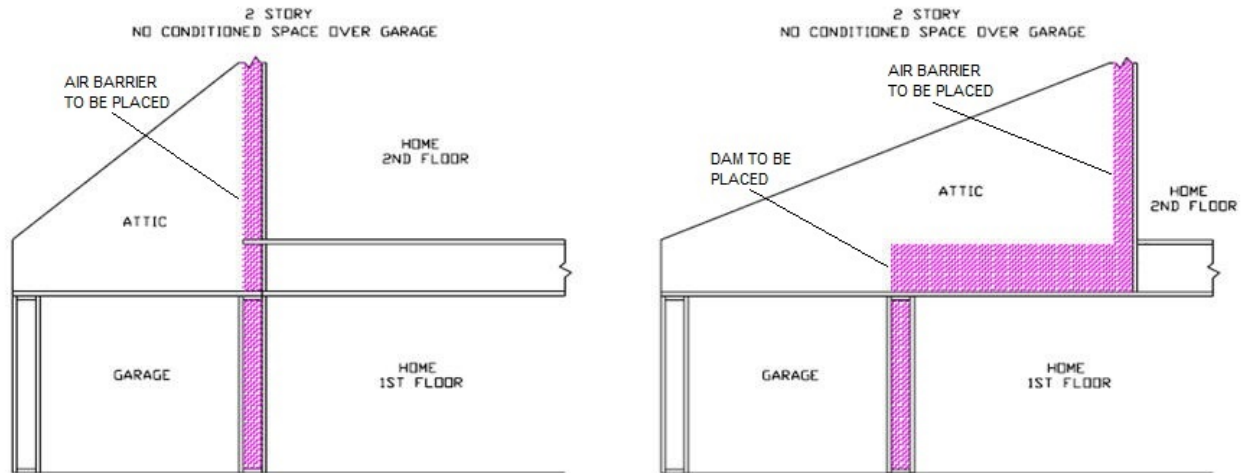 2 STORY
NO CONDITIONED SPACE OVER GARAGE
AIR BARRIER
TO BE PLACED
HOME
2ND FLOOR
ATTIC
GARAGE
HOME
1ST FLOOR
2 STORY
NO CONDITIONED SPACE OVER GARAGE
AIR BARRIER
TO BE PLACED
DAM TO BE
PLACED
ATTIC
HOME
2ND FLOOR
GARAGE
HOME
1ST FLOOR